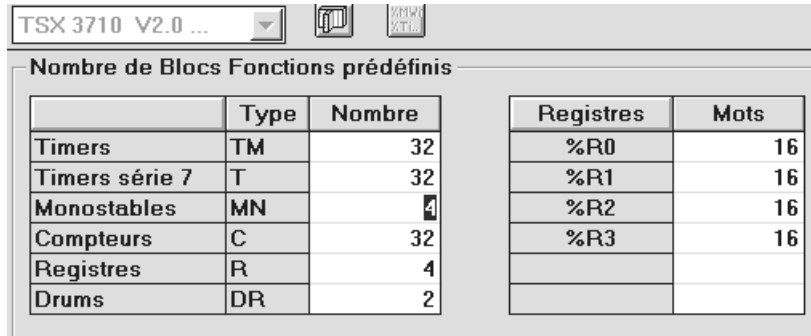 TSX 3710 V2.0 ...
%MW
%Ti...
Nombre de Blocs Fonctions prédéfinis
Type Nombre
Timers TM 32
Timers série 7 T 32
Monostables MN 4
Compteurs C 32
Registres R 4
Drums DR 2
Registres Mots
%R0 16
%R1 16
%R2 16
%R3 16